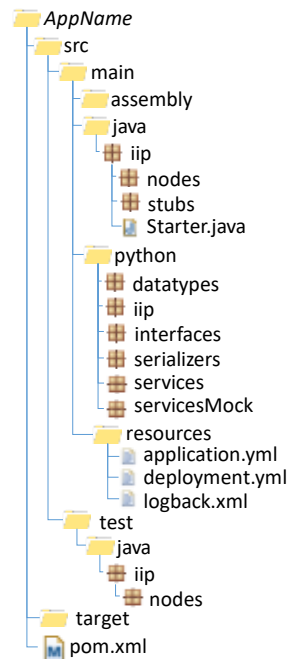 AppName
src
main
assembly
java
iip
nodes
stubs
Starter.java
python
datatypes
iip
interfaces
serializers
services
servicesMock
resources
application.yml
deployment.yml
logback.xml
test
java
iip
nodes
target
M pom.xml